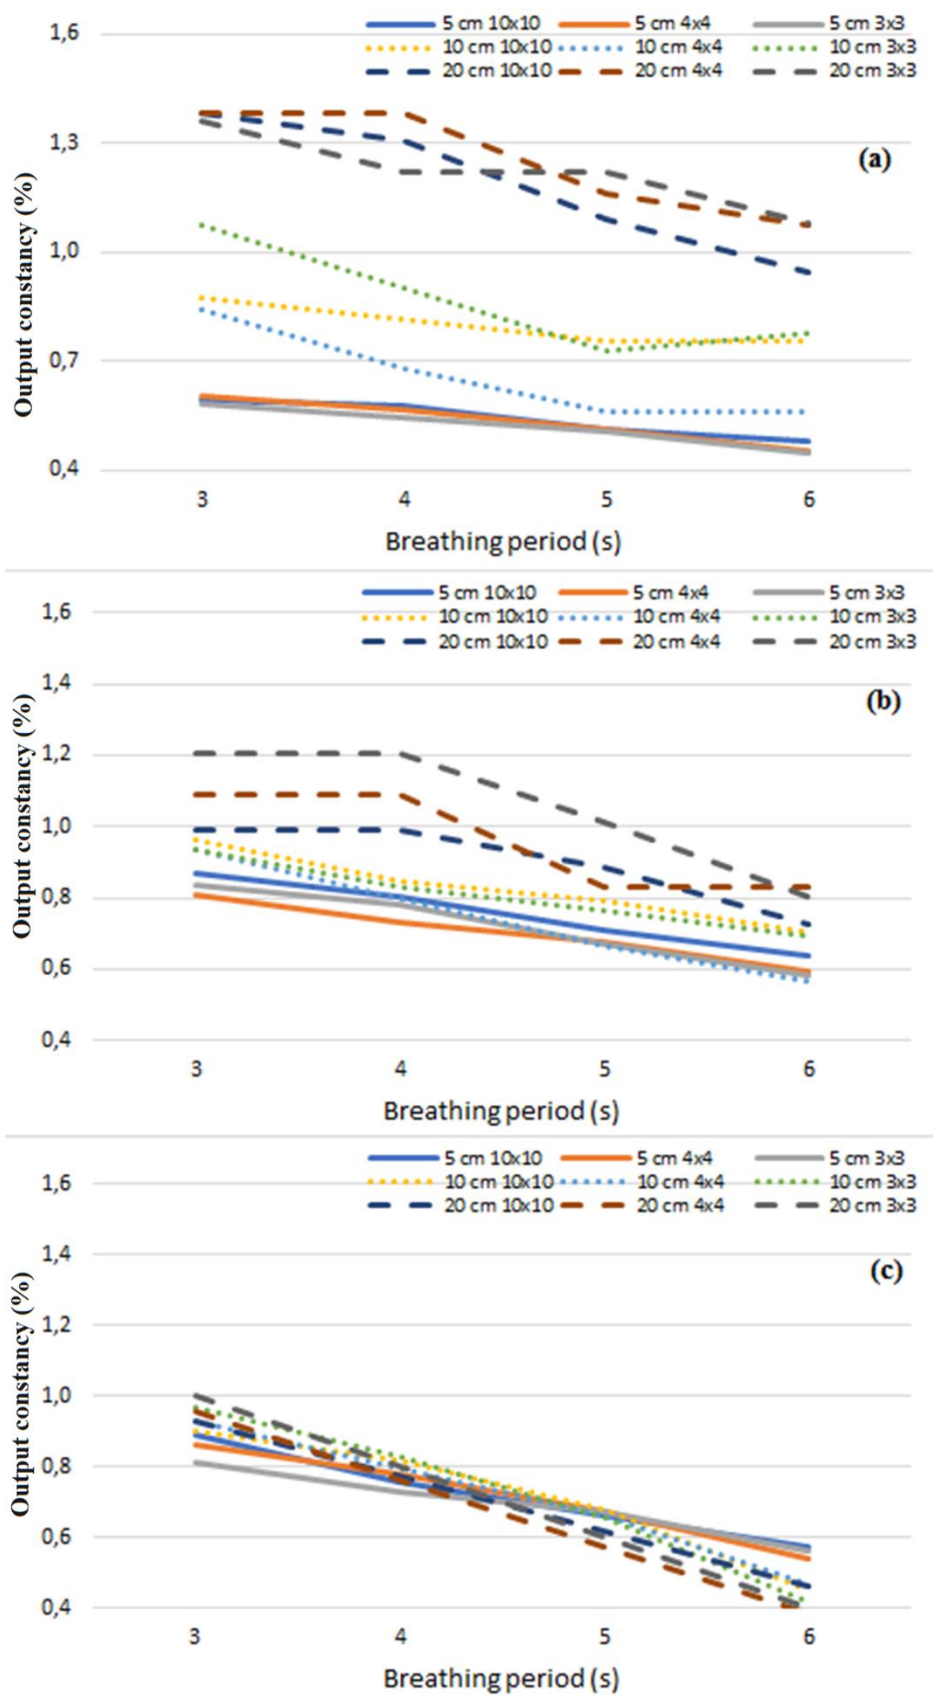 5 cm 10x10 5 cm 4x4 5 cm 3x3
1,6
10 cm 10x10 10 cm 4x4 10 cm 3x3
20 cm 10x10 20 cm 4x4 20 cm 3x3
1,3
(a)
1,0
0,7
0,4
Output constancy (%)
3 4 5 6
Breathing period (s)
5 cm 10x10 5 cm 4x4 5 cm 3x3
1,6
10 cm 10x10 10 cm 4x4 10 cm 3x3
20 cm 10x10 20 cm 4x4 20 cm 3x3
1,4
(b)
1,2
1,0
0,8
0,6
0,4
Output constancy (%)
3 4 5 6
Breathing period (s)
5 cm 10x10 5 cm 4x4 5 cm 3x3
1,6
10 cm 10x10 10 cm 4x4 10 cm 3x3
20 cm 10x10 20 cm 4x4 20 cm 3x3
1,4
(c)
1,2
1,0
0,8
0,6
0,4
Output constancy (%)
3 4 5 6
Breathing period (s)